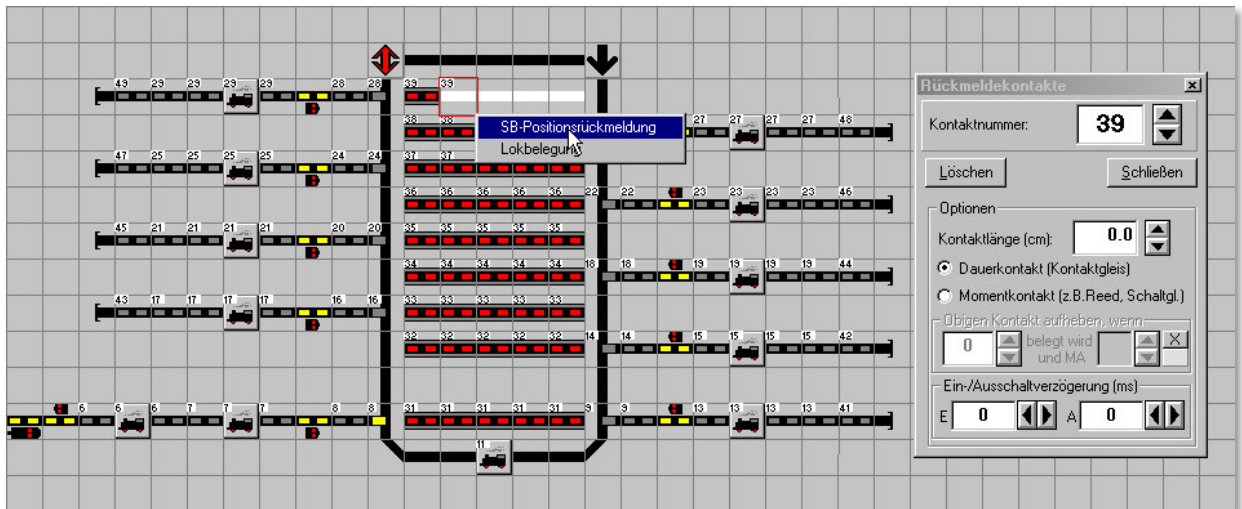 49 29 29 29 29 28 28 39 39
38 38 27 27 27 48
SB-Positionsrückmeldung
Lokbelegung
47 25 25 25 25 24 24 37 37
36 36 36 36 36 22 22 23 23 23 46
45 21 21 21 21 20 20 35 35 35 35 35
34 34 34 34 34 18 18 19 19 19 44
43 17 17 17 17 16 16 33 33 33 33 33
32 32 32 32 32 14 14 15 15 15 42
6 6 7 7 7 8 8 31 31 31 31 31 9 9 13 13 13 41
11
Rückmeldekontakte
Kontaktnummer: 39
Löschen Schließen
Optionen
Kontaktlänge (cm): 0.0
Dauerkontakt (Kontaktgleis)
Momentkontakt (z.B.Reed, Schaltgl.)
Obigen Kontakt aufheben, wenn
0 belegt wird X
und MA
Ein-/Ausschaltverzögerung (ms)
E 0 A 0